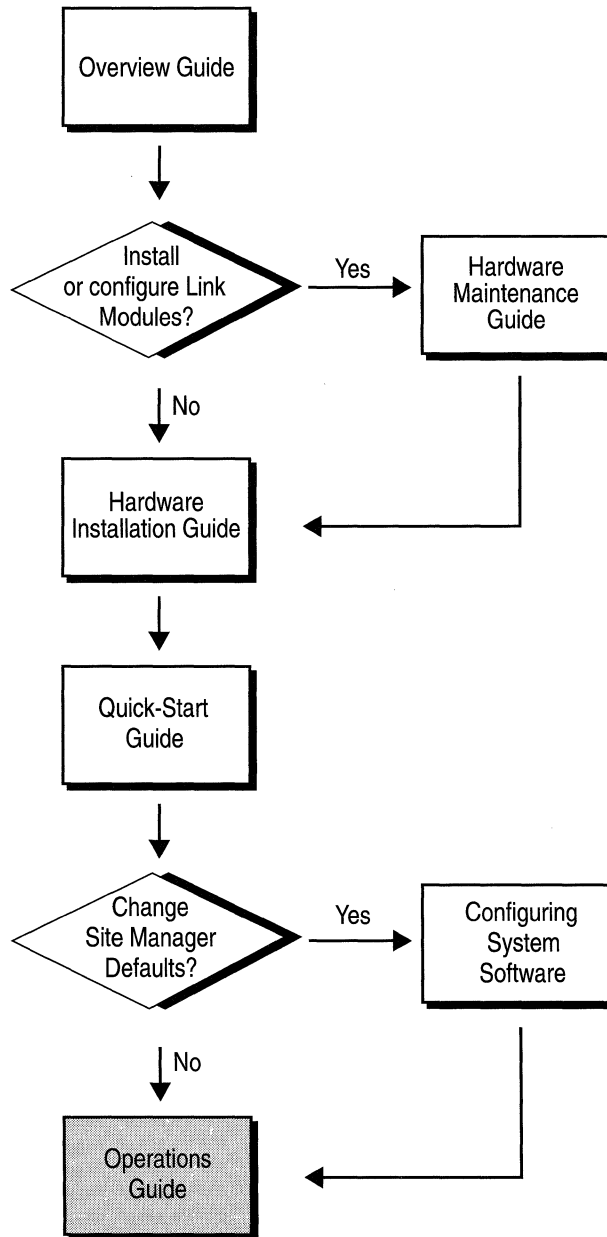 Overview Guide
Install
or configure Link
Modules?
Yes
Hardware
Maintenance
Guide
No
Hardware
Installation Guide
Quick-Start
Guide
Change
Site Manager
Defaults?
Yes
Configuring
System
Software
No
Operations
Guide